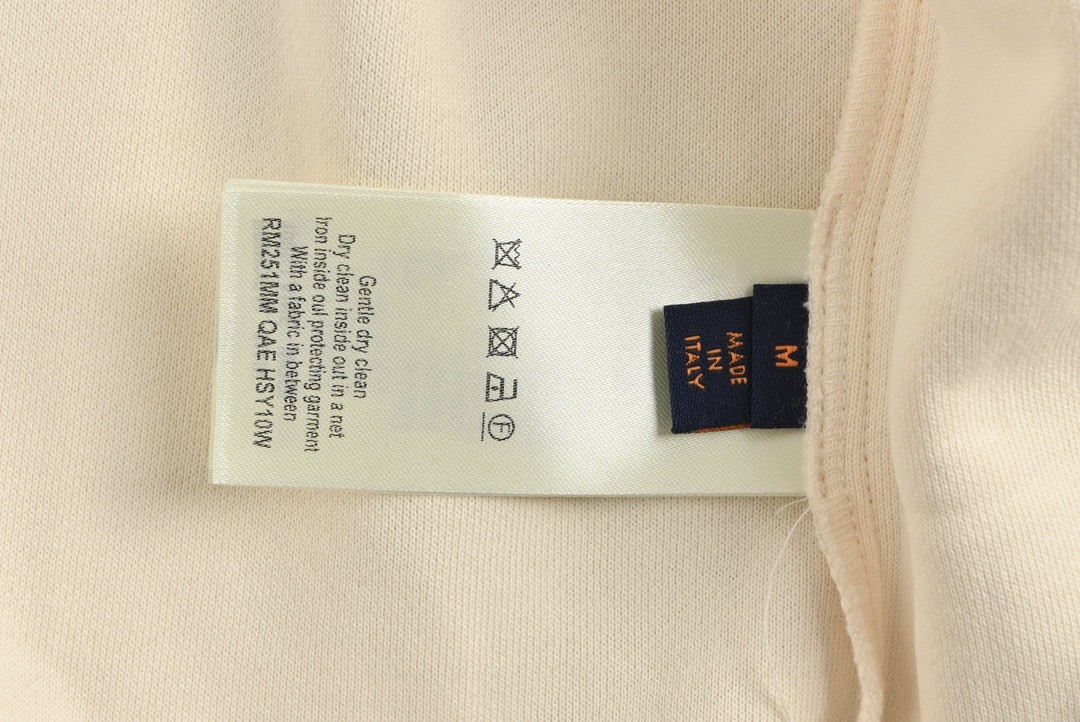 M
MADE
IN
ITALY
F
Gentle dry clean
Dry clean inside out in a net
Iron inside out protecting garment
With a fabric in between
RM251MM QAE HSY10W